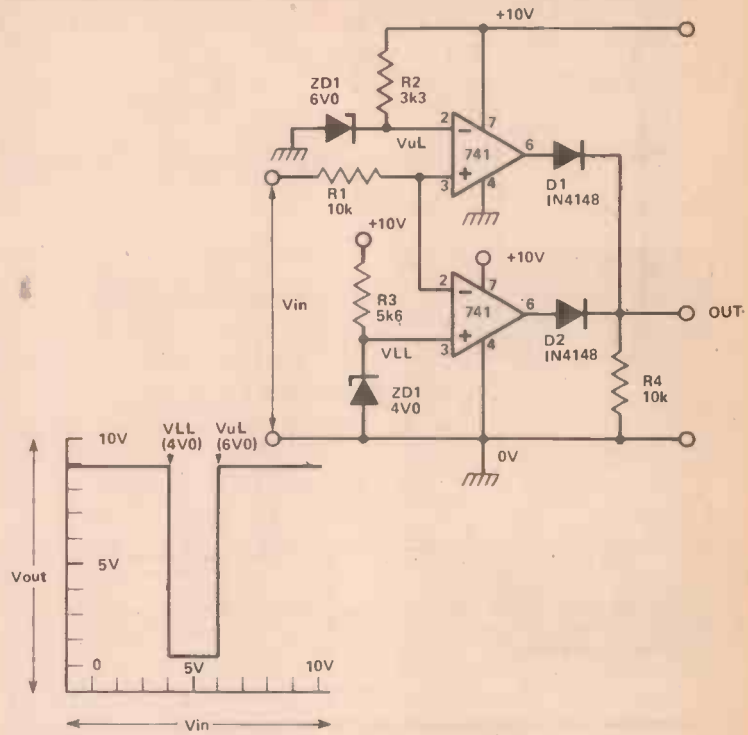 +10V
ZD1
6V0
R2
3k3
VuL
2
7
741
6
3
4
D1
IN4148
R1
10k
+10V
+10V
Vin
R3
5k6
2
7
741
6
OUT
VLL
3
4
D2
IN4148
ZD1
4V0
R4
10k
0V
10V
VLL
(4V0)
VuL
(6V0)
5V
Vout
0
5V
10V
Vin